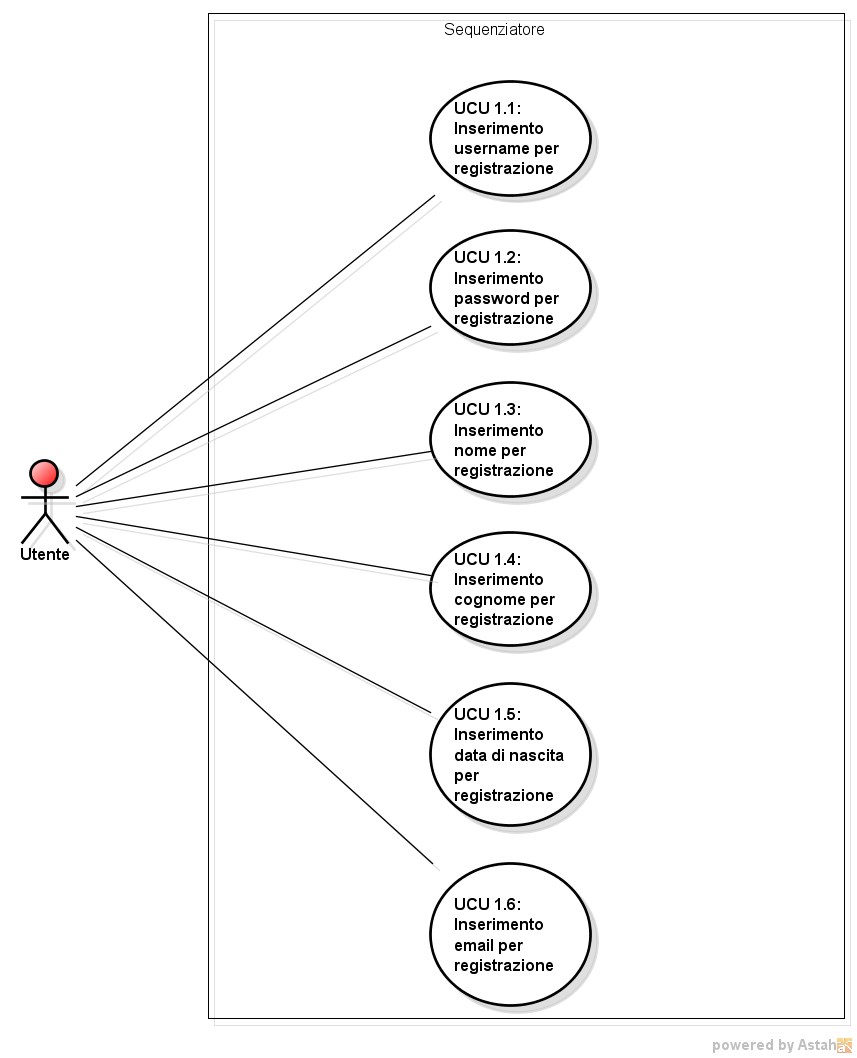 Sequenziatore
UCU 1.1:
Inserimento
username per
registrazione
UCU 1.2:
Inserimento
password per
registrazione
UCU 1.3:
Inserimento
nome per
registrazione
Utente
UCU 1.4:
Inserimento
cognome per
registrazione
UCU 1.5:
Inserimento
data di nascita
per
registrazione
UCU 1.6:
Inserimento
email per
registrazione
powered by Astah